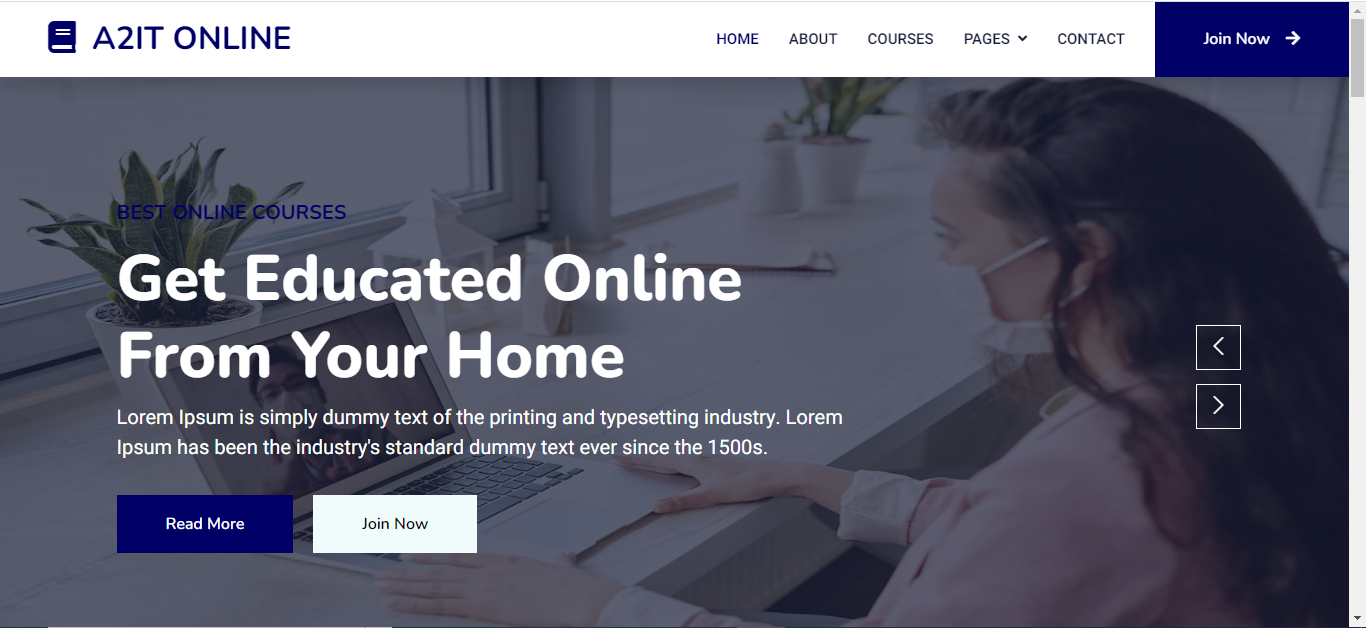 A2IT ONLINE
HOME
ABOUT
COURSES
PAGES
CONTACT
Join Now
BEST ONLINE COURSES
Get Educated Online
From Your Home
Lorem Ipsum is simply dummy text of the printing and typesetting industry. Lorem
Ipsum has been the industry's standard dummy text ever since the 1500s.
Read More
Join Now